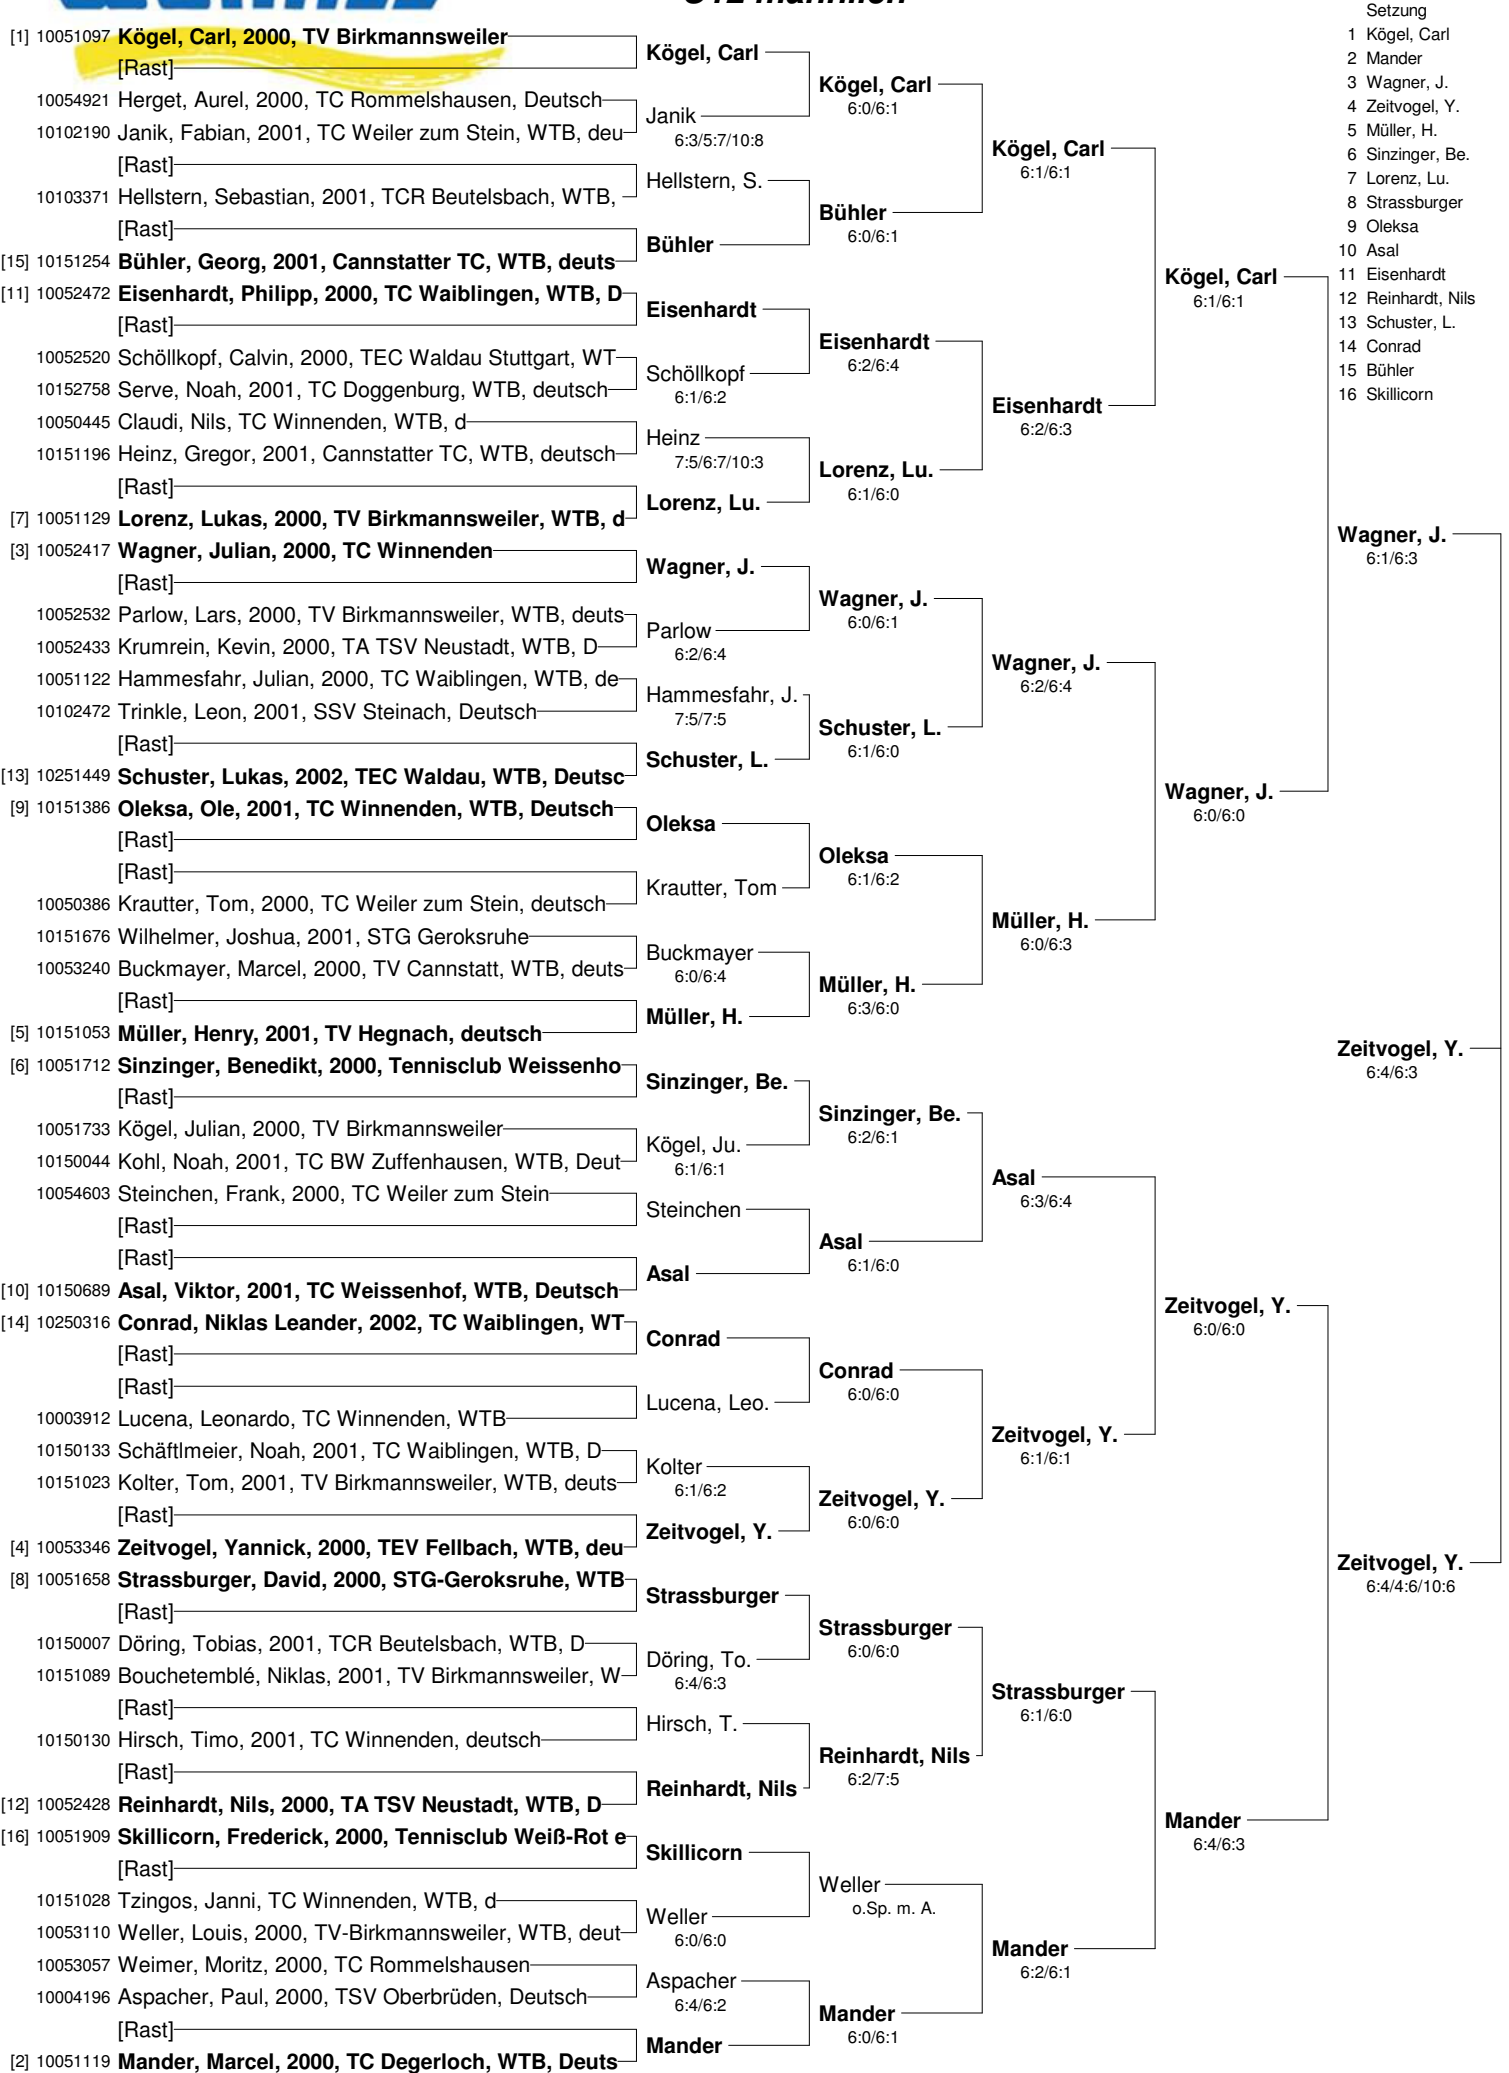 Setzung
1 Kögel, Carl
2 Mander
3 Wagner, J.
4 Zeitvogel, Y.
5 Müller, H.
6 Sinzinger, Be.
7 Lorenz, Lu.
8 Strassburger
9 Oleksa
10 Asal
11 Eisenhardt
12 Reinhardt, Nils
13 Schuster, L.
14 Conrad
15 Bühler
16 Skillicorn
[1] 10051097 Kögel, Carl, 2000, TV Birkmannsweiler
[Rast]
10054921 Herget, Aurel, 2000, TC Rommelshausen, Deutsch
10102190 Janik, Fabian, 2001, TC Weiler zum Stein, WTB, deu
[Rast]
10103371 Hellstern, Sebastian, 2001, TCR Beutelsbach, WTB,
[Rast]
[15] 10151254 Bühler, Georg, 2001, Cannstatter TC, WTB, deuts
[11] 10052472 Eisenhardt, Philipp, 2000, TC Waiblingen, WTB, D
[Rast]
10052520 Schöllkopf, Calvin, 2000, TEC Waldau Stuttgart, WT
10152758 Serve, Noah, 2001, TC Doggenburg, WTB, deutsch
10050445 Claudi, Nils, TC Winnenden, WTB, d
10151196 Heinz, Gregor, 2001, Cannstatter TC, WTB, deutsch
[Rast]
[7] 10051129 Lorenz, Lukas, 2000, TV Birkmannsweiler, WTB, d
[3] 10052417 Wagner, Julian, 2000, TC Winnenden
[Rast]
10052532 Parlow, Lars, 2000, TV Birkmannsweiler, WTB, deuts
10052433 Krumrein, Kevin, 2000, TA TSV Neustadt, WTB, D
10051122 Hammesfahr, Julian, 2000, TC Waiblingen, WTB, de
10102472 Trinkle, Leon, 2001, SSV Steinach, Deutsch
[Rast]
[13] 10251449 Schuster, Lukas, 2002, TEC Waldau, WTB, Deutsc
[9] 10151386 Oleksa, Ole, 2001, TC Winnenden, WTB, Deutsch
[Rast]
[Rast]
10050386 Krautter, Tom, 2000, TC Weiler zum Stein, deutsch
10151676 Wilhelmer, Joshua, 2001, STG Geroksruhe
10053240 Buckmayer, Marcel, 2000, TV Cannstatt, WTB, deuts
[Rast]
[5] 10151053 Müller, Henry, 2001, TV Hegnach, deutsch
[6] 10051712 Sinzinger, Benedikt, 2000, Tennisclub Weissenho
[Rast]
10051733 Kögel, Julian, 2000, TV Birkmannsweiler
10150044 Kohl, Noah, 2001, TC BW Zuffenhausen, WTB, Deut
10054603 Steinchen, Frank, 2000, TC Weiler zum Stein
[Rast]
[Rast]
[10] 10150689 Asal, Viktor, 2001, TC Weissenhof, WTB, Deutsch
[14] 10250316 Conrad, Niklas Leander, 2002, TC Waiblingen, WT
[Rast]
[Rast]
10003912 Lucena, Leonardo, TC Winnenden, WTB
10150133 Schäftlmeier, Noah, 2001, TC Waiblingen, WTB, D
10151023 Kolter, Tom, 2001, TV Birkmannsweiler, WTB, deuts
[Rast]
[4] 10053346 Zeitvogel, Yannick, 2000, TEV Fellbach, WTB, deu
[8] 10051658 Strassburger, David, 2000, STG-Geroksruhe, WTB
[Rast]
10150007 Döring, Tobias, 2001, TCR Beutelsbach, WTB, D
10151089 Bouchetemblé, Niklas, 2001, TV Birkmannsweiler, W
[Rast]
10150130 Hirsch, Timo, 2001, TC Winnenden, deutsch
[Rast]
[12] 10052428 Reinhardt, Nils, 2000, TA TSV Neustadt, WTB, D
[16] 10051909 Skillicorn, Frederick, 2000, Tennisclub Weiß-Rot e
[Rast]
10151028 Tzingos, Janni, TC Winnenden, WTB, d
10053110 Weller, Louis, 2000, TV-Birkmannsweiler, WTB, deut
10053057 Weimer, Moritz, 2000, TC Rommelshausen
10004196 Aspacher, Paul, 2000, TSV Oberbrüden, Deutsch
[Rast]
[2] 10051119 Mander, Marcel, 2000, TC Degerloch, WTB, Deuts
Kögel, Carl
Janik
6:3/5:7/10:8
Hellstern, S.
Bühler
Eisenhardt
Schöllkopf
6:1/6:2
Heinz
7:5/6:7/10:3
Lorenz, Lu.
Wagner, J.
Parlow
6:2/6:4
Hammesfahr, J.
7:5/7:5
Schuster, L.
Oleksa
Krautter, Tom
Buckmayer
6:0/6:4
Müller, H.
Sinzinger, Be.
Kögel, Ju.
6:1/6:1
Steinchen
Asal
Conrad
Lucena, Leo.
Kolter
6:1/6:2
Zeitvogel, Y.
Strassburger
Döring, To.
6:4/6:3
Hirsch, T.
Reinhardt, Nils
Skillicorn
Weller
6:0/6:0
Aspacher
6:4/6:2
Mander
Kögel, Carl
6:0/6:1
Bühler
6:0/6:1
Eisenhardt
6:2/6:4
Lorenz, Lu.
6:1/6:0
Wagner, J.
6:0/6:1
Schuster, L.
6:1/6:0
Oleksa
6:1/6:2
Müller, H.
6:3/6:0
Sinzinger, Be.
6:2/6:1
Asal
6:1/6:0
Conrad
6:0/6:0
Zeitvogel, Y.
6:0/6:0
Strassburger
6:0/6:0
Reinhardt, Nils
6:2/7:5
Weller
o.Sp. m. A.
Mander
6:0/6:1
Kögel, Carl
6:1/6:1
Eisenhardt
6:2/6:3
Wagner, J.
6:2/6:4
Müller, H.
6:0/6:3
Asal
6:3/6:4
Zeitvogel, Y.
6:1/6:1
Strassburger
6:1/6:0
Mander
6:2/6:1
Kögel, Carl
6:1/6:1
Wagner, J.
6:0/6:0
Zeitvogel, Y.
6:0/6:0
Mander
6:4/6:3
Wagner, J.
6:1/6:3
Zeitvogel, Y.
6:4/4:6/10:6
Zeitvogel, Y.
6:4/6:3